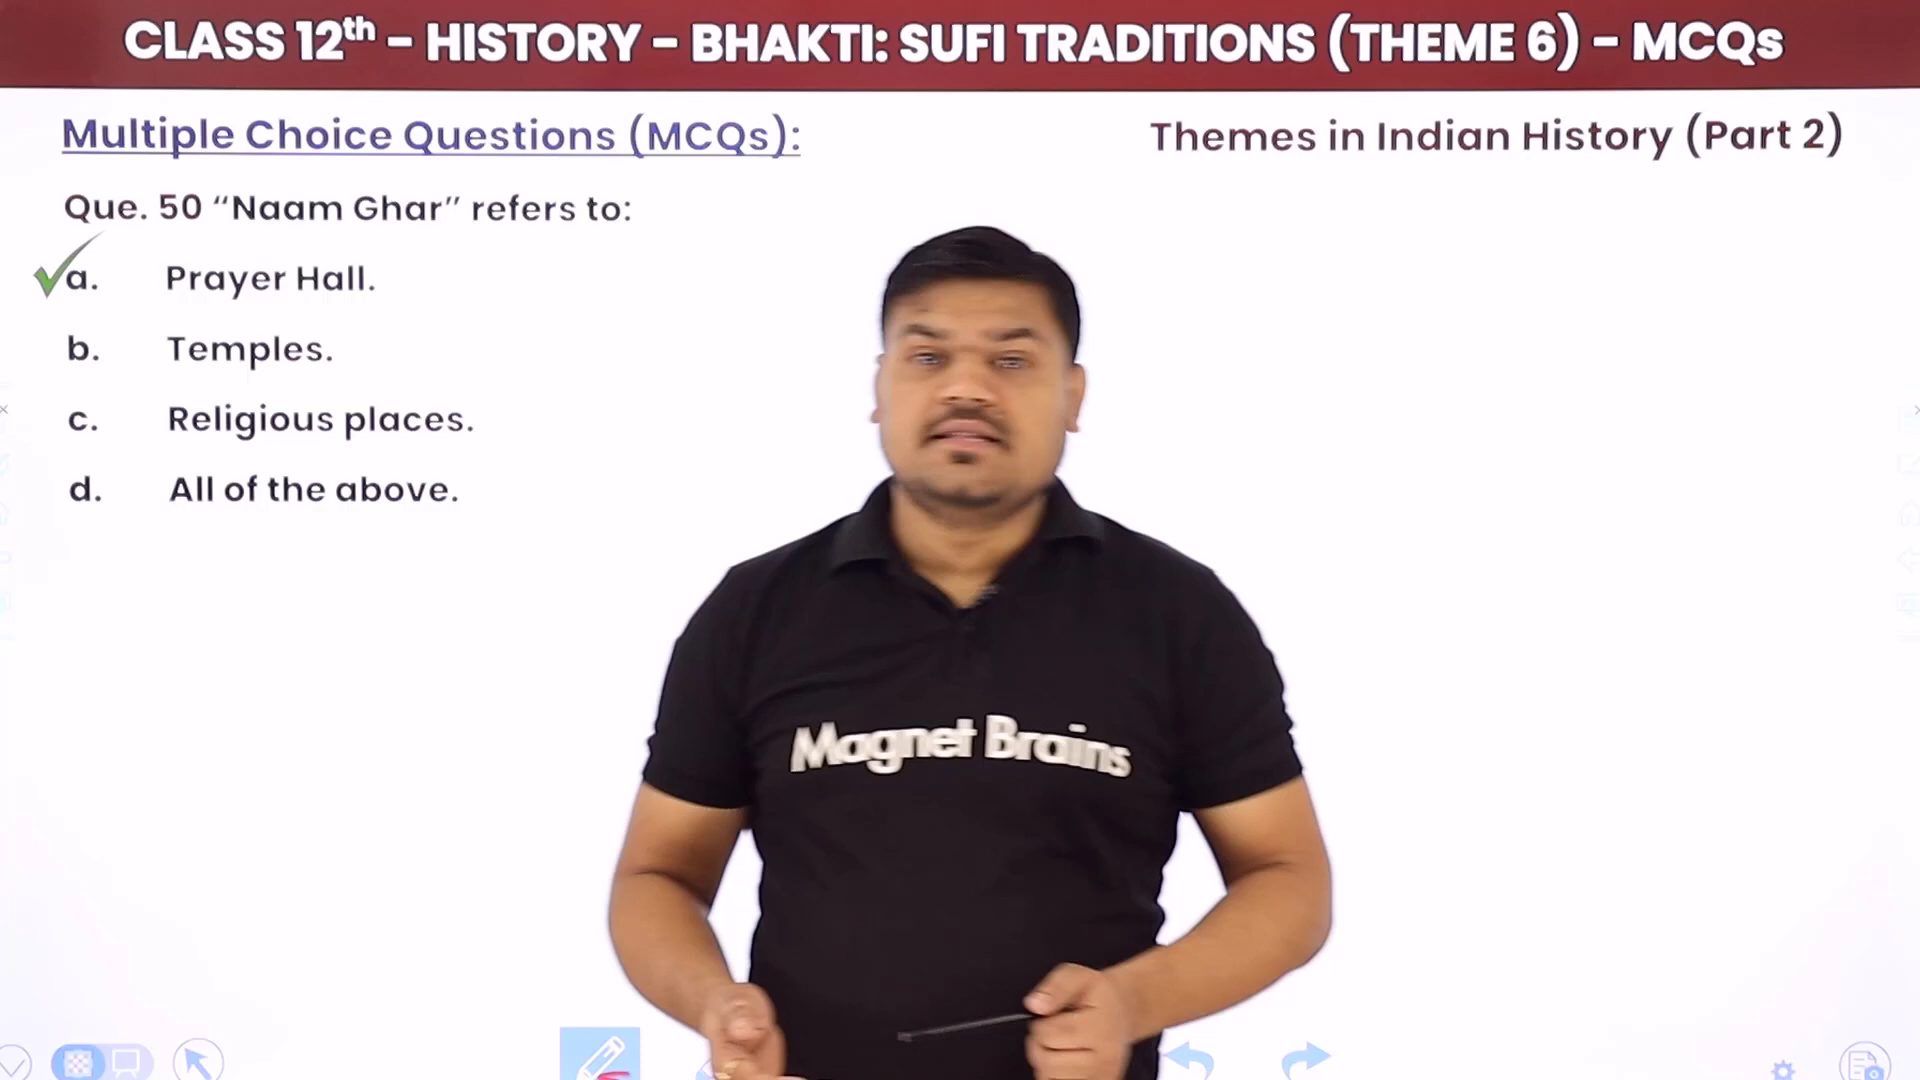 CLASS 12th - HISTORY - BHAKTI: SUFI TRADITIONS (THEME 6) - MCQs
Multiple Choice Questions (MCQs):
Themes in Indian History (Part 2)
Que. 50 “Naam Ghar” refers to:
a. Prayer Hall.
b. Temples.
c. Religious places.
d. All of the above.
Magnet Brains